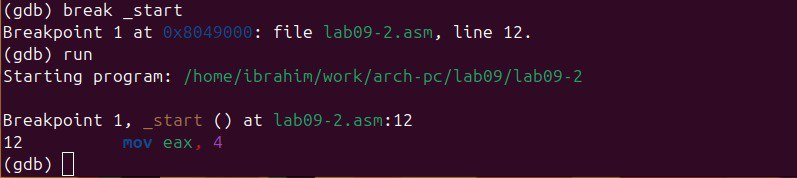 (gdb) break _start
Breakpoint 1 at 0x8049000: file lab09-2.asm, line 12.
(gdb) run
Starting program: /home/ibrahim/work/arch-pc/lab09/lab09-2

Breakpoint 1, _start () at lab09-2.asm:12
12          mov eax, 4
(gdb)